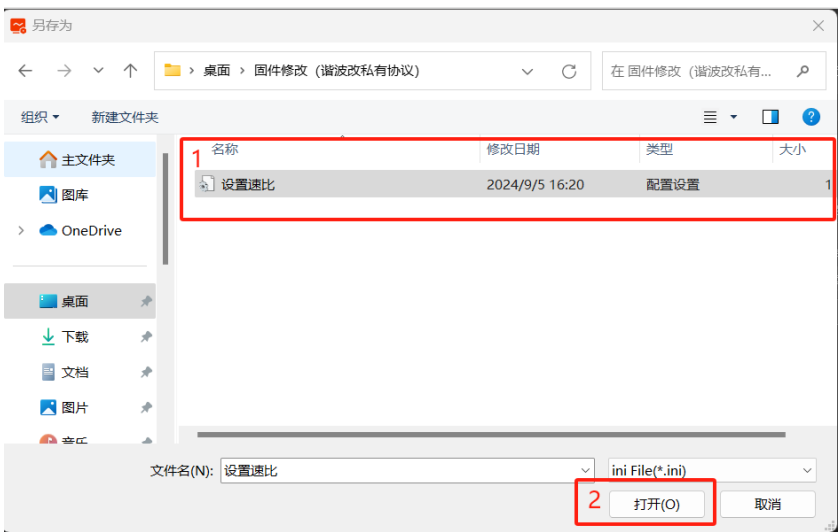 另存为
桌面 › 固件修改（谐波改私有协议）
在 固件修改（谐波改私有...
组织
新建文件夹
1
名称
修改日期
类型
大小
设置速比
2024/9/5 16:20
配置设置
1
主文件夹
图库
OneDrive
桌面
下载
文档
图片
音乐
文件名(N):
设置速比
ini File(*.ini)
2
打开(O)
取消